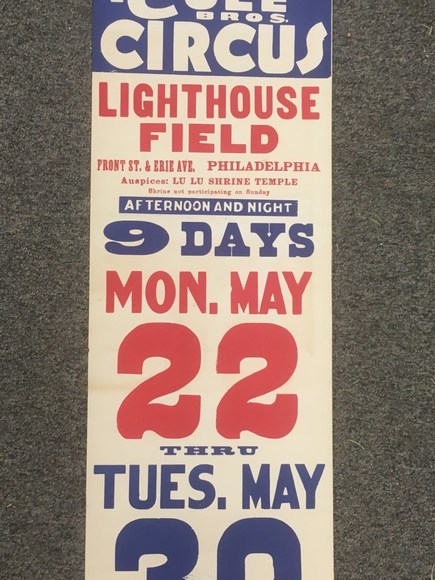 COLE
BROS.
CIRCUS
LIGHTHOUSE
FIELD
FRONT ST. & ERIE AVE. PHILADELPHIA
Auspices: LU LU SHRINE TEMPLE
Shrine not participating on Sunday
AFTERNOON AND NIGHT
9 DAYS
MON. MAY
22
THRU
TUES. MAY
30